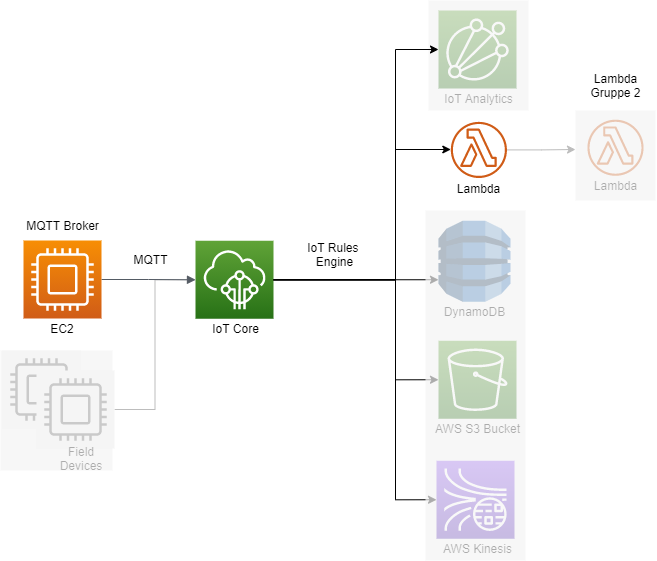 IoT Analytics
Lambda
Gruppe 2
Lambda
Lambda
MQTT Broker
MQTT
IoT Rules
Engine
EC2
IoT Core
DynamoDB
Field
Devices
AWS S3 Bucket
AWS Kinesis